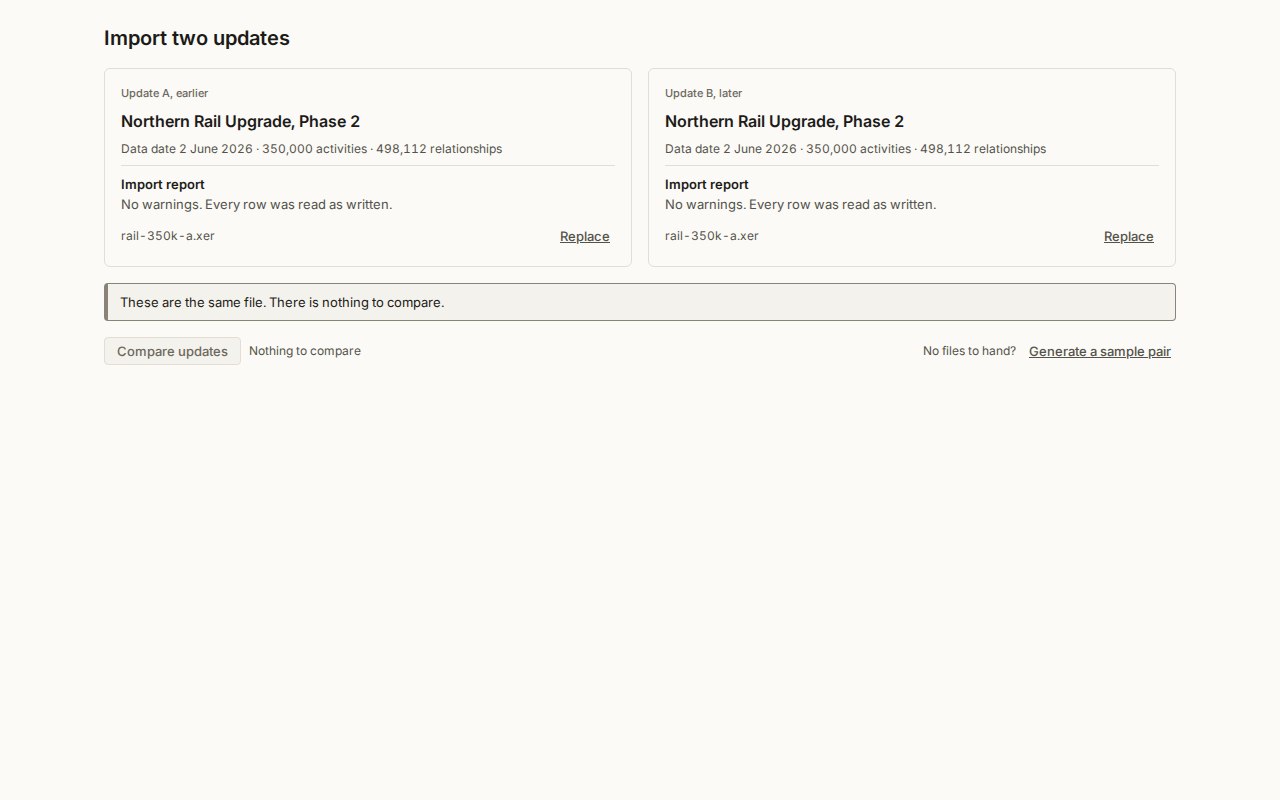 Import two updates
Update A, earlier
Northern Rail Upgrade, Phase 2
Data date 2 June 2026 · 350,000 activities · 498,112 relationships
Import report
No warnings. Every row was read as written.
rail-350k-a.xer
Replace
Update B, later
Northern Rail Upgrade, Phase 2
Data date 2 June 2026 · 350,000 activities · 498,112 relationships
Import report
No warnings. Every row was read as written.
rail-350k-a.xer
Replace
These are the same file. There is nothing to compare.
Compare updates
Nothing to compare
No files to hand?
Generate a sample pair